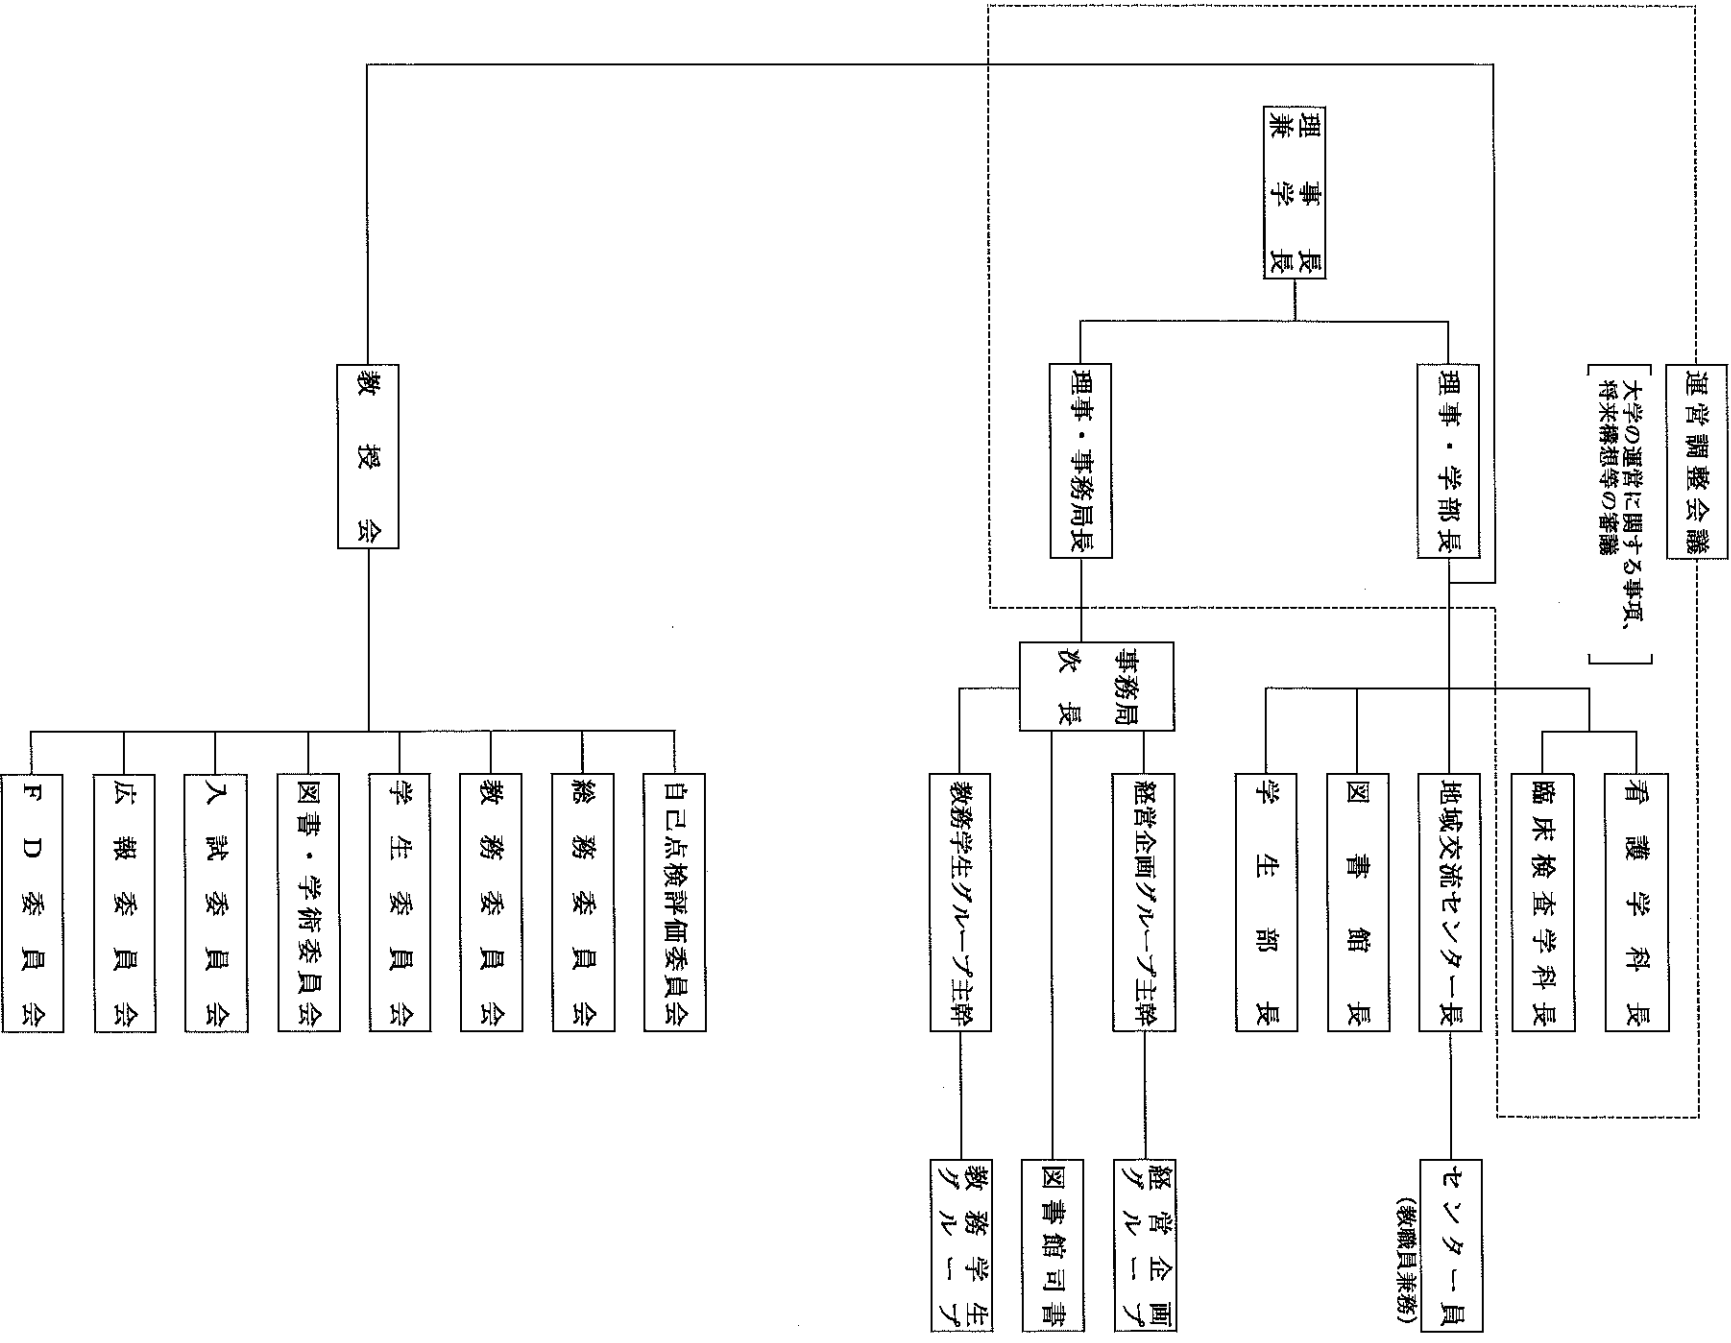 運営調整会議
大学の運営に関する事項、
将来構想等の審議
理事長
兼学長
理事・学部長
看護学科長
臨床検査学科長
地域交流センター長
センター員
(教職員兼務)
図書館長
学生部長
理事・事務局長
事務局
次長
経営企画グループ主幹
経営企画
グループ
図書館司書
教務学生グループ主幹
教務学生
グループ
教授会
自己点検評価委員会
総務委員会
教務委員会
学生委員会
図書・学術委員会
入試委員会
広報委員会
FD委員会